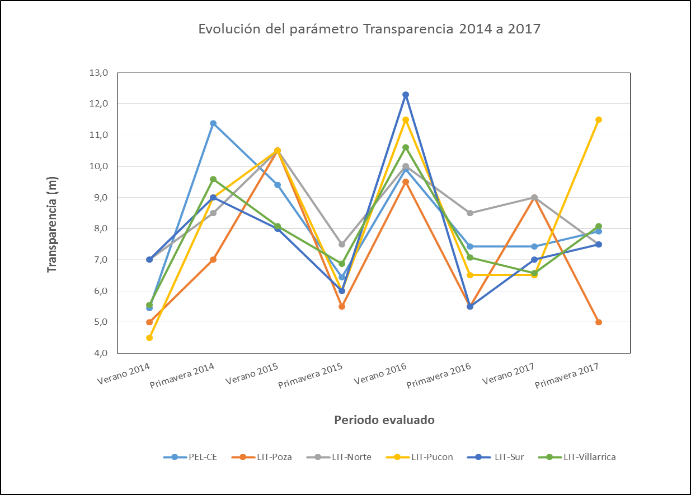 Evolución del parámetro Transparencia 2014 a 2017
13,0
12,0
11,0
10,0
9,0
8,0
7,0
6,0
5,0
4,0
Transparencia (m)
Verano 2014
Primavera 2014
Verano 2015
Primavera 2015
Verano 2016
Primavera 2016
Verano 2017
Primavera 2017
Periodo evaluado
PEL-CE LIT-Poza LIT-Norte LIT-Pucon LIT-Sur LIT-Villarrica